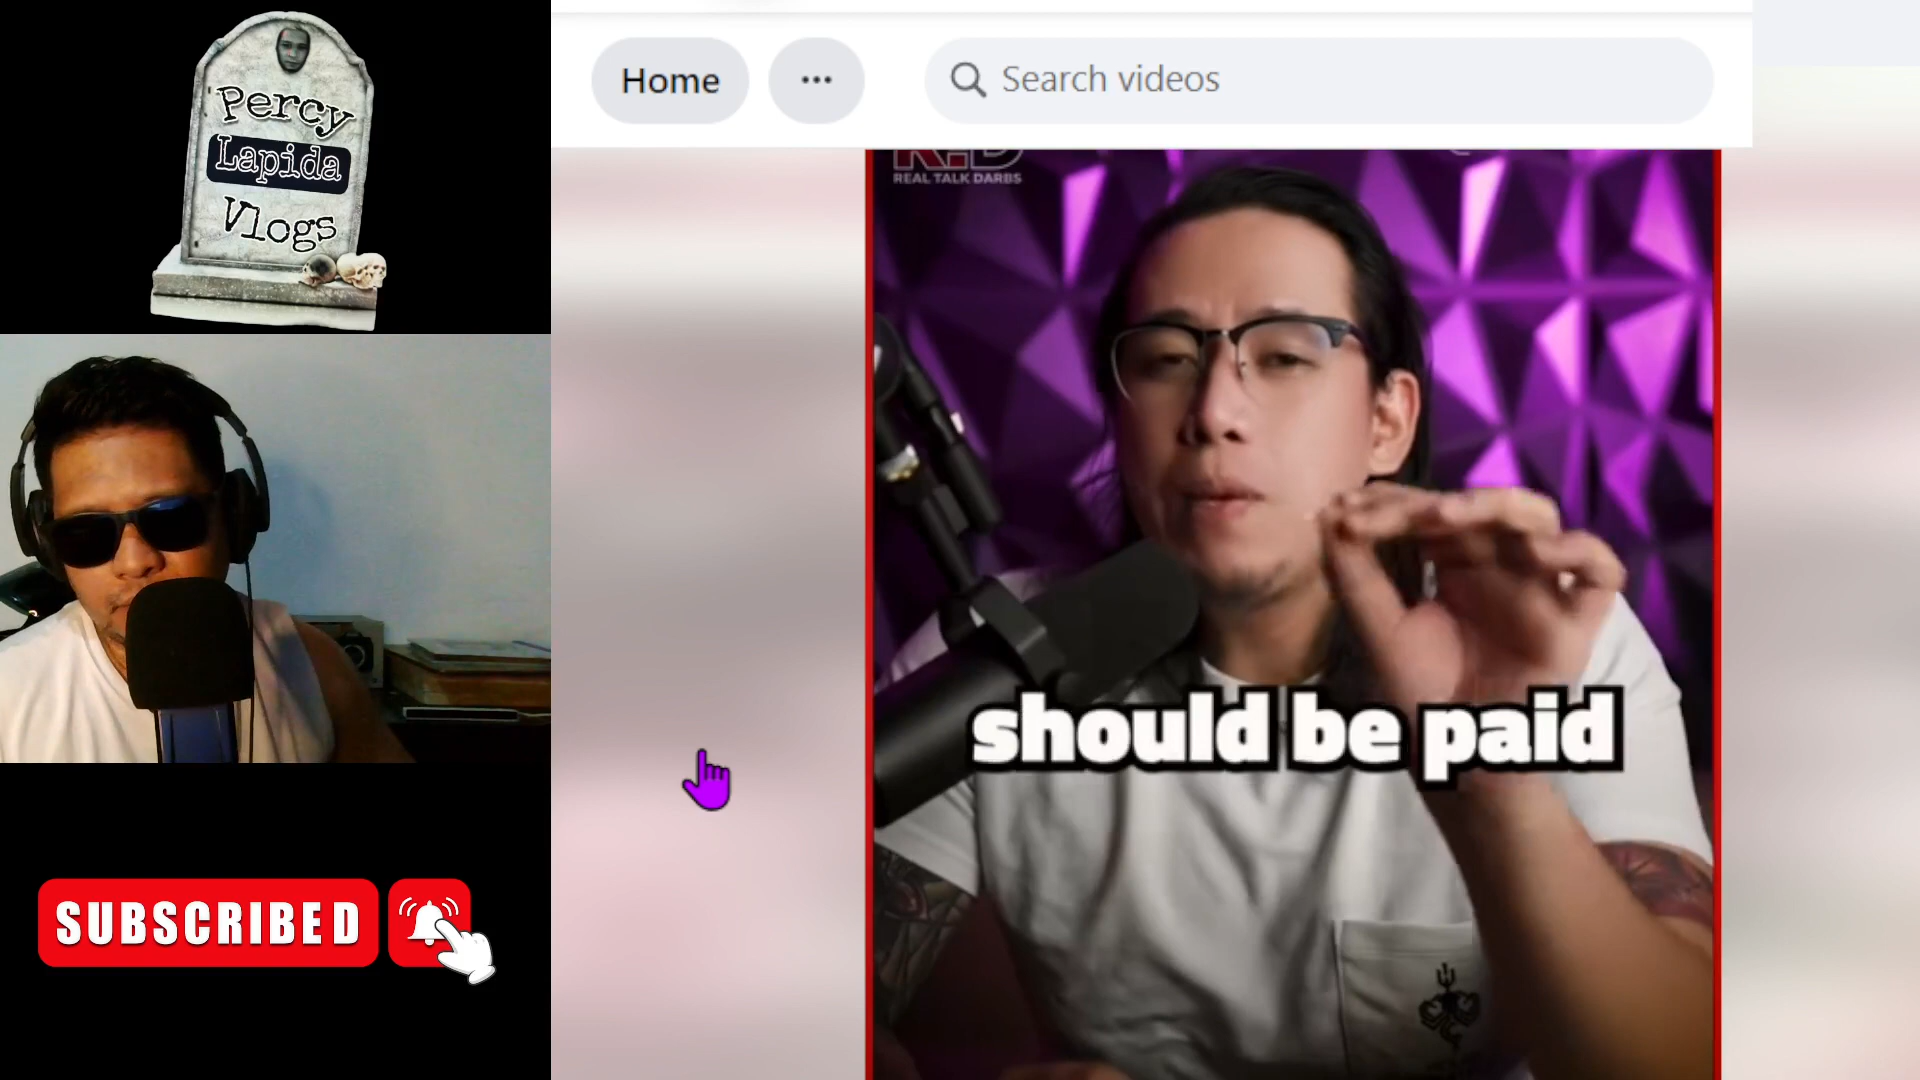 Percy
Lapida
Vlogs
SUBSCRIBED
Home
Search videos
REAL TALK DARBS
should be paid